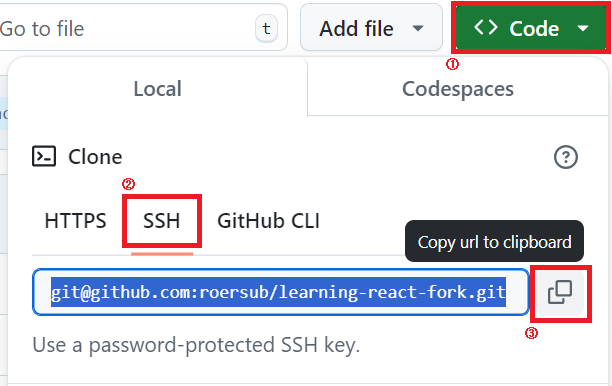 Go to file t Add file Code
①
Local Codespaces
Clone
②
HTTPS SSH GitHub CLI
Copy url to clipboard
git@github.com:roersub/learning-react-fork.git
③
Use a password-protected SSH key.